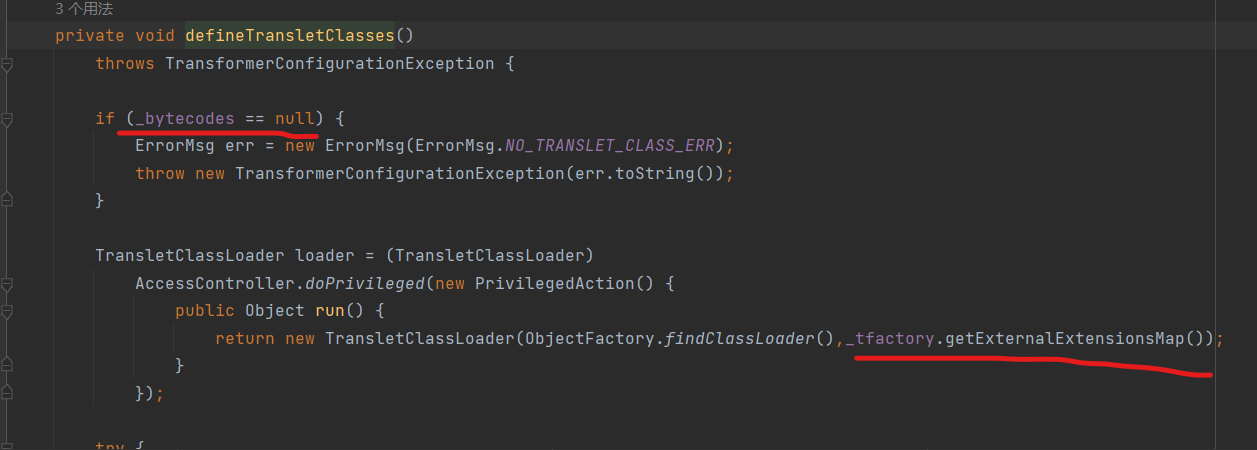 3 个用法
private void defineTransletClasses()
throws TransformerConfigurationException {
if (_bytecodes == null) {
ErrorMsg err = new ErrorMsg(ErrorMsg.NO_TRANSLET_CLASS_ERR);
throw new TransformerConfigurationException(err.toString());
}
TransletClassLoader loader = (TransletClassLoader)
AccessController.doPrivileged(new PrivilegedAction() {
public Object run() {
return new TransletClassLoader(ObjectFactory.findClassLoader(),_tfactory.getExternalExtensionsMap());
}
});
try {